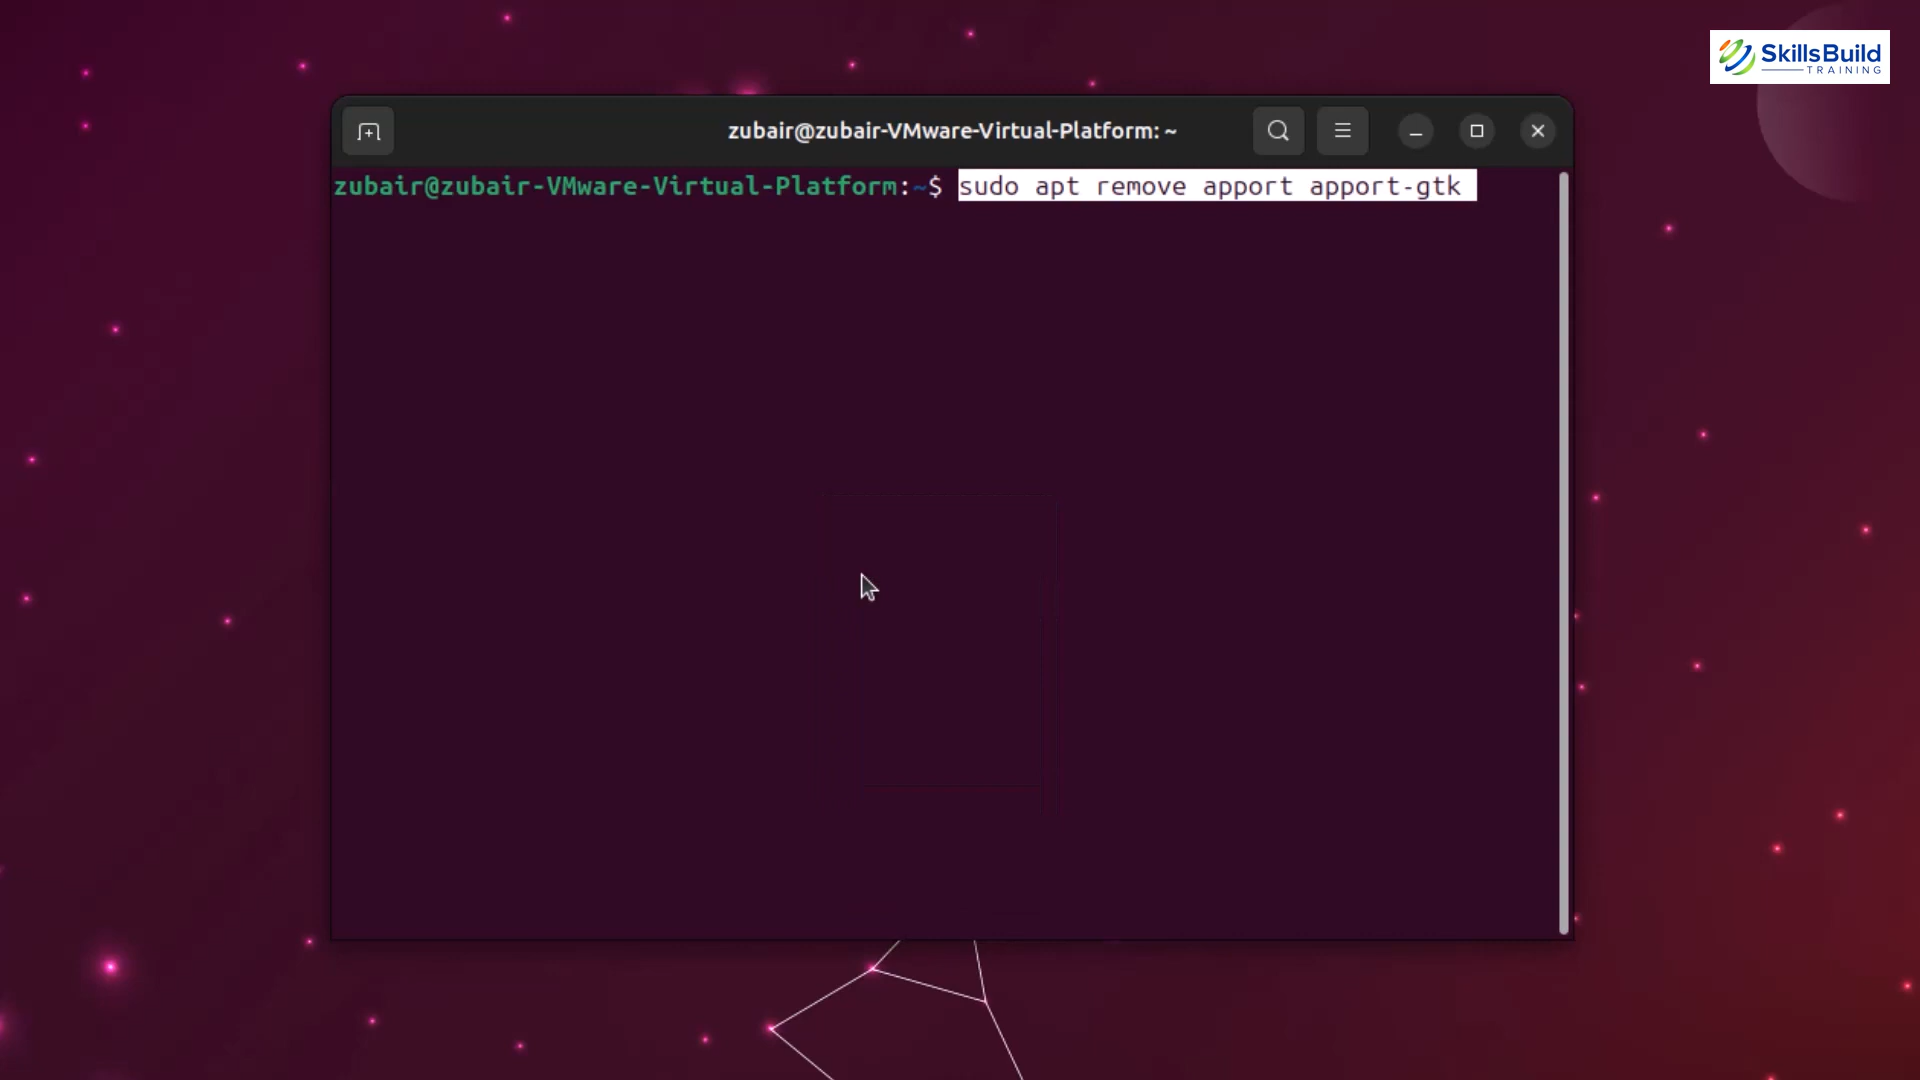 SkillsBuild
TRAINING
zubair@zubair-VMware-Virtual-Platform: ~
zubair@zubair-VMware-Virtual-Platform:~$ sudo apt remove apport apport-gtk